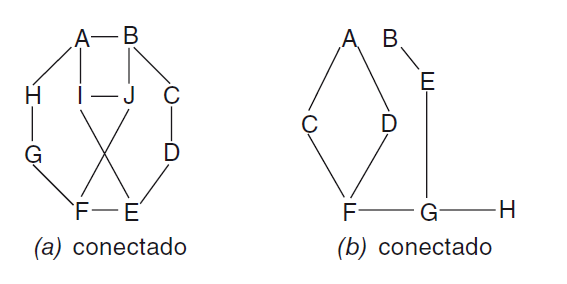 A B
H I J C
G D
F E
(a) conectado
A B
E
C D
F G H
(b) conectado